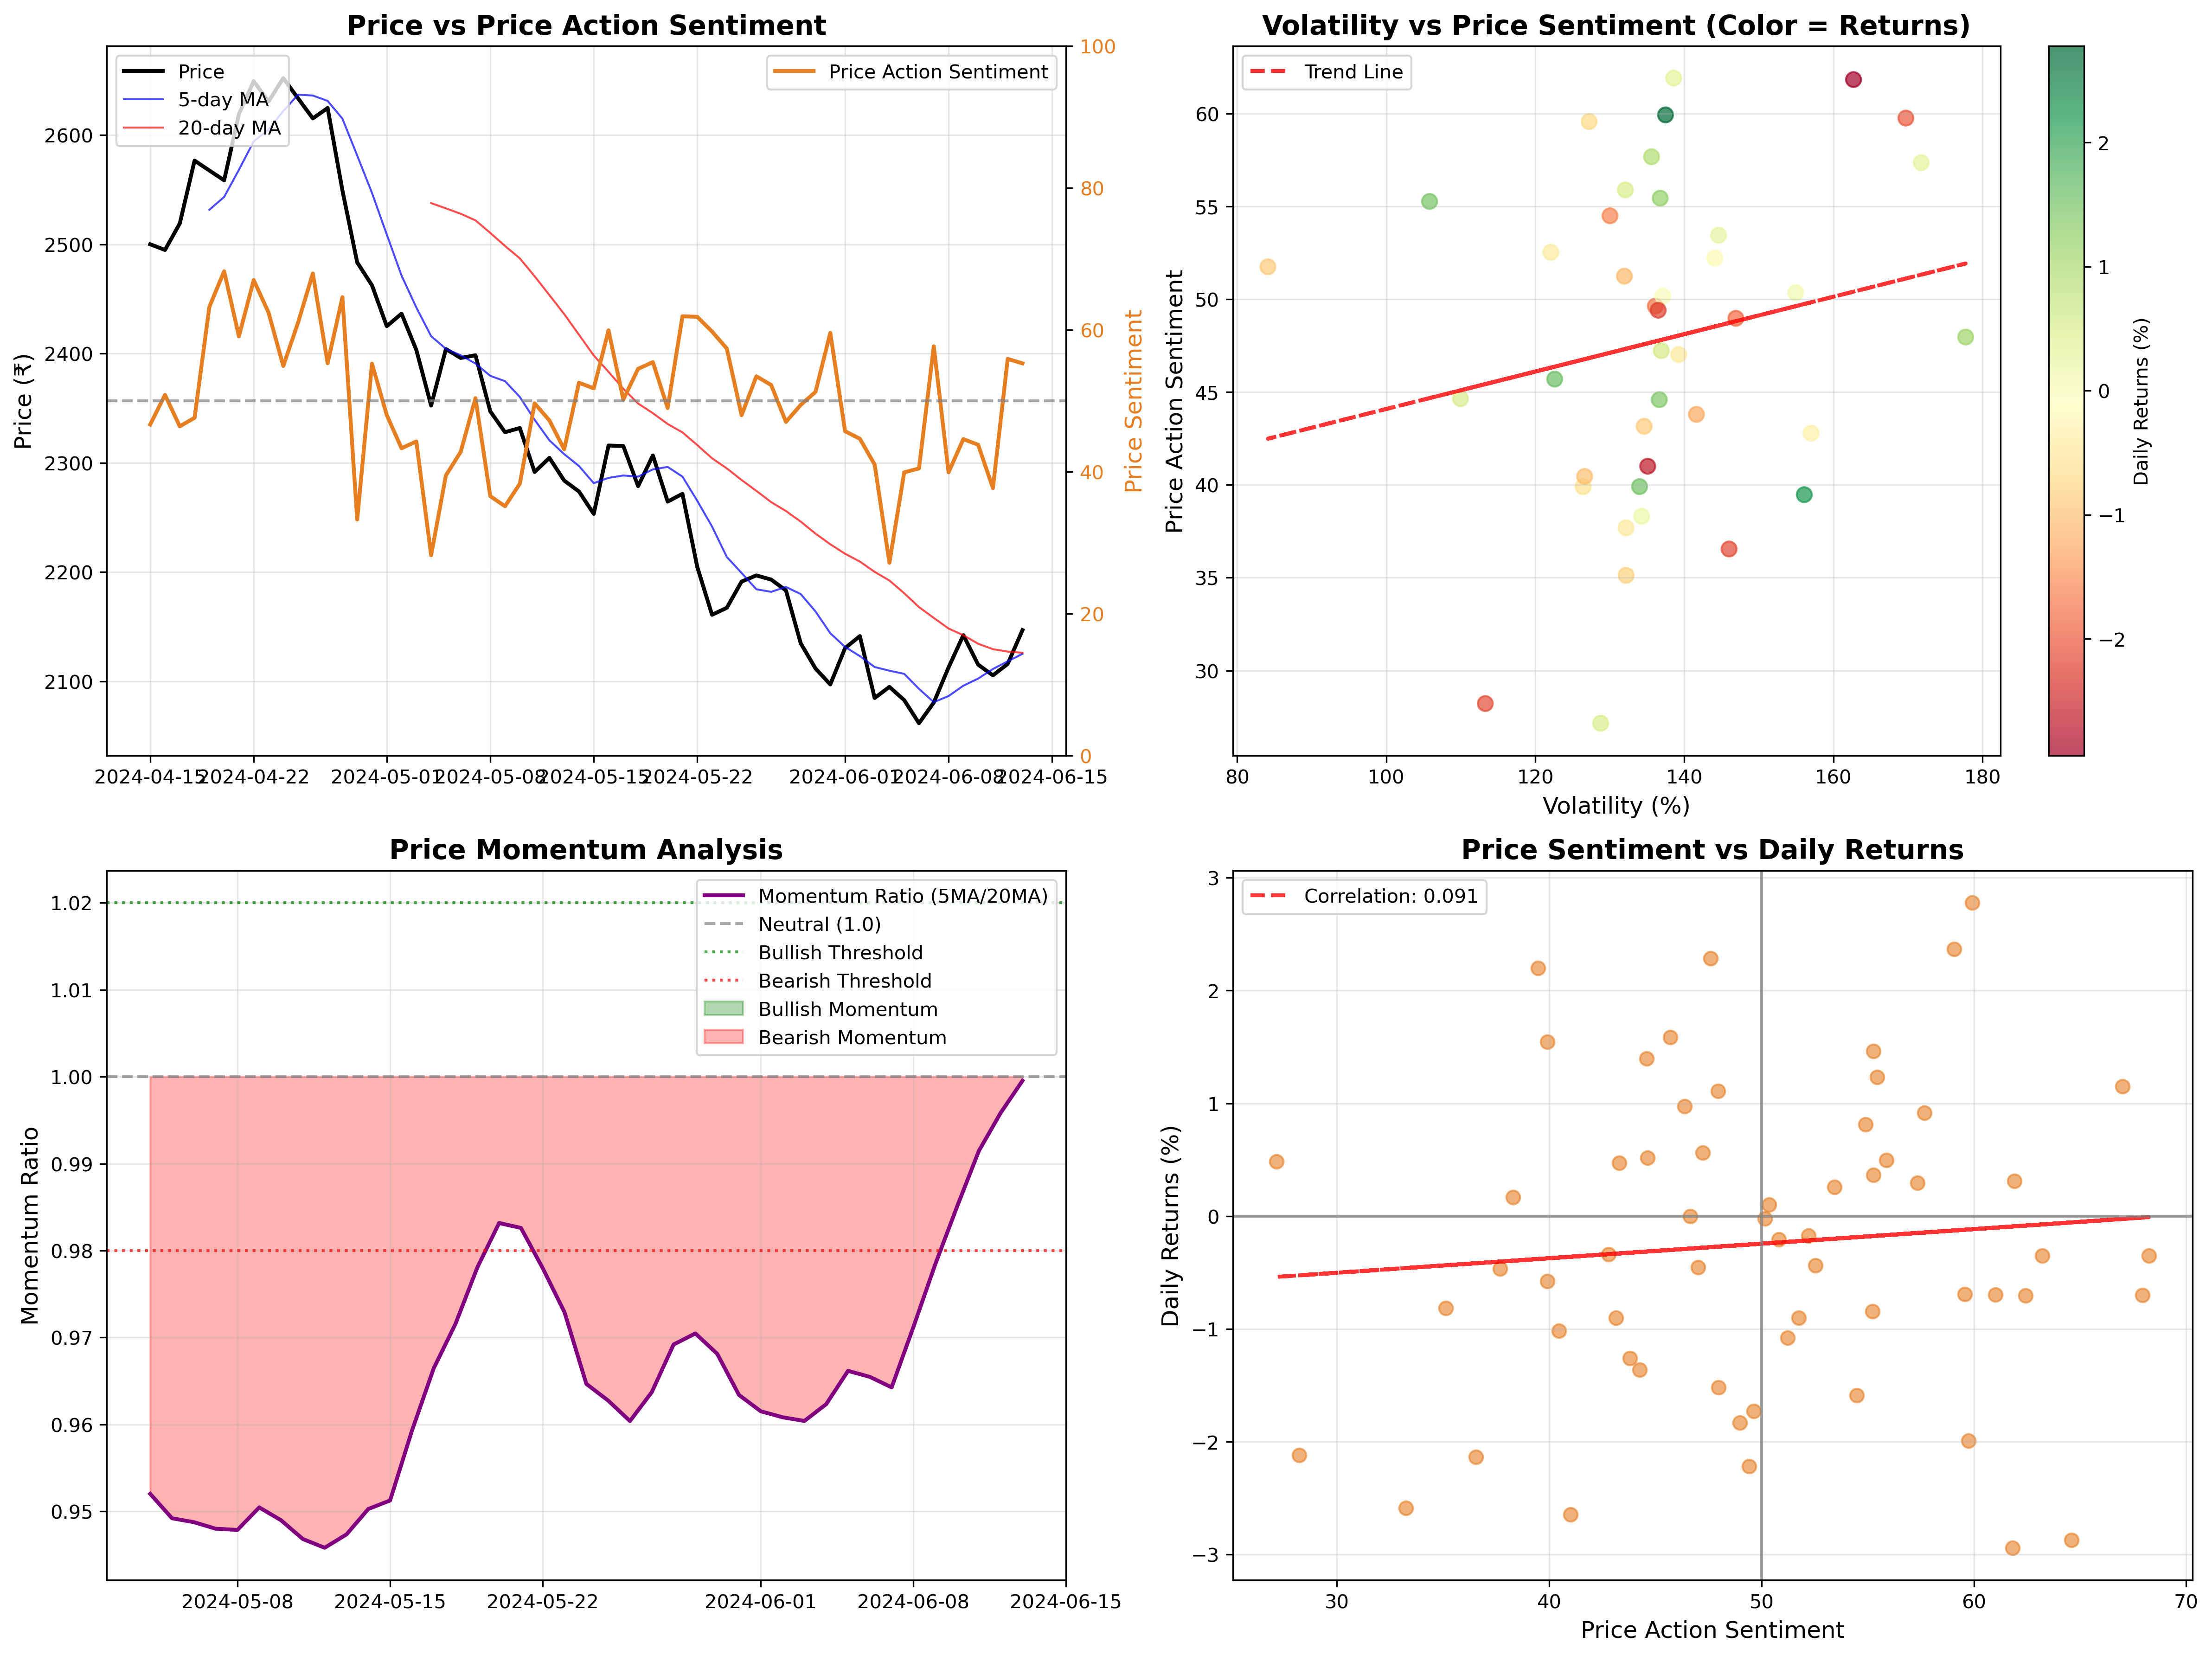 Price vs Price Action Sentiment
Price
5-day MA
20-day MA
Price Action Sentiment
2600
2500
2400
2300
2200
2100
Price (₹)
100
80
60
40
20
0
Price Sentiment
2024-04-15
2024-04-22
2024-05-01
2024-05-08
2024-05-15
2024-05-22
2024-06-01
2024-06-08
2024-06-15
Volatility vs Price Sentiment (Color = Returns)
Trend Line
60
55
50
45
40
35
30
Price Action Sentiment
80
100
120
140
160
180
Volatility (%)
2
1
0
−1
−2
Daily Returns (%)
Price Momentum Analysis
Momentum Ratio (5MA/20MA)
Neutral (1.0)
Bullish Threshold
Bearish Threshold
Bullish Momentum
Bearish Momentum
1.02
1.01
1.00
0.99
0.98
0.97
0.96
0.95
Momentum Ratio
2024-05-08
2024-05-15
2024-05-22
2024-06-01
2024-06-08
2024-06-15
Price Sentiment vs Daily Returns
Correlation: 0.091
3
2
1
0
−1
−2
−3
Daily Returns (%)
30
40
50
60
70
Price Action Sentiment